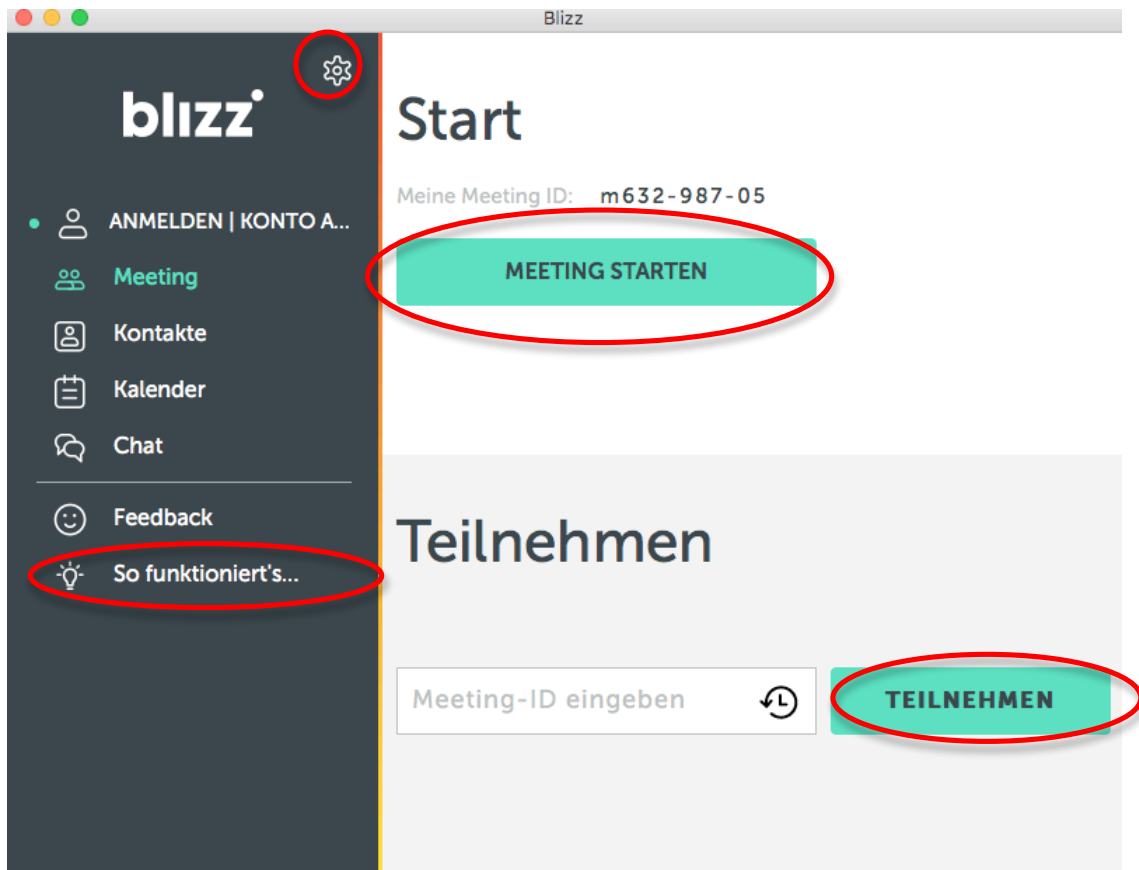 Blizz
blizz
ANMELDEN | KONTO A...
Meeting
Kontakte
Kalender
Chat
Feedback
So funktioniert's...
Start
Meine Meeting ID: m632-987-05
MEETING STARTEN
Teilnehmen
Meeting-ID eingeben
TEILNEHMEN